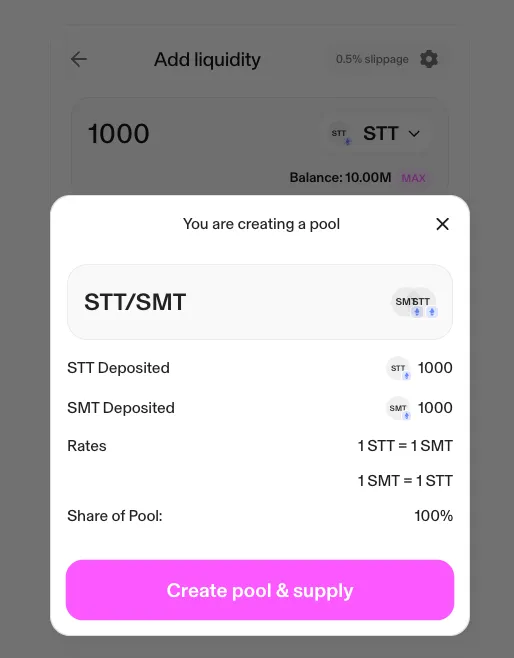 Add liquidity
0.5% slippage
1000
STT
STT
Balance: 10.00M MAX
You are creating a pool
STT/SMT
SMT
STT
STT Deposited
STT
1000
SMT Deposited
SMT
1000
Rates
1 STT = 1 SMT
1 SMT = 1 STT
Share of Pool:
100%
Create pool & supply